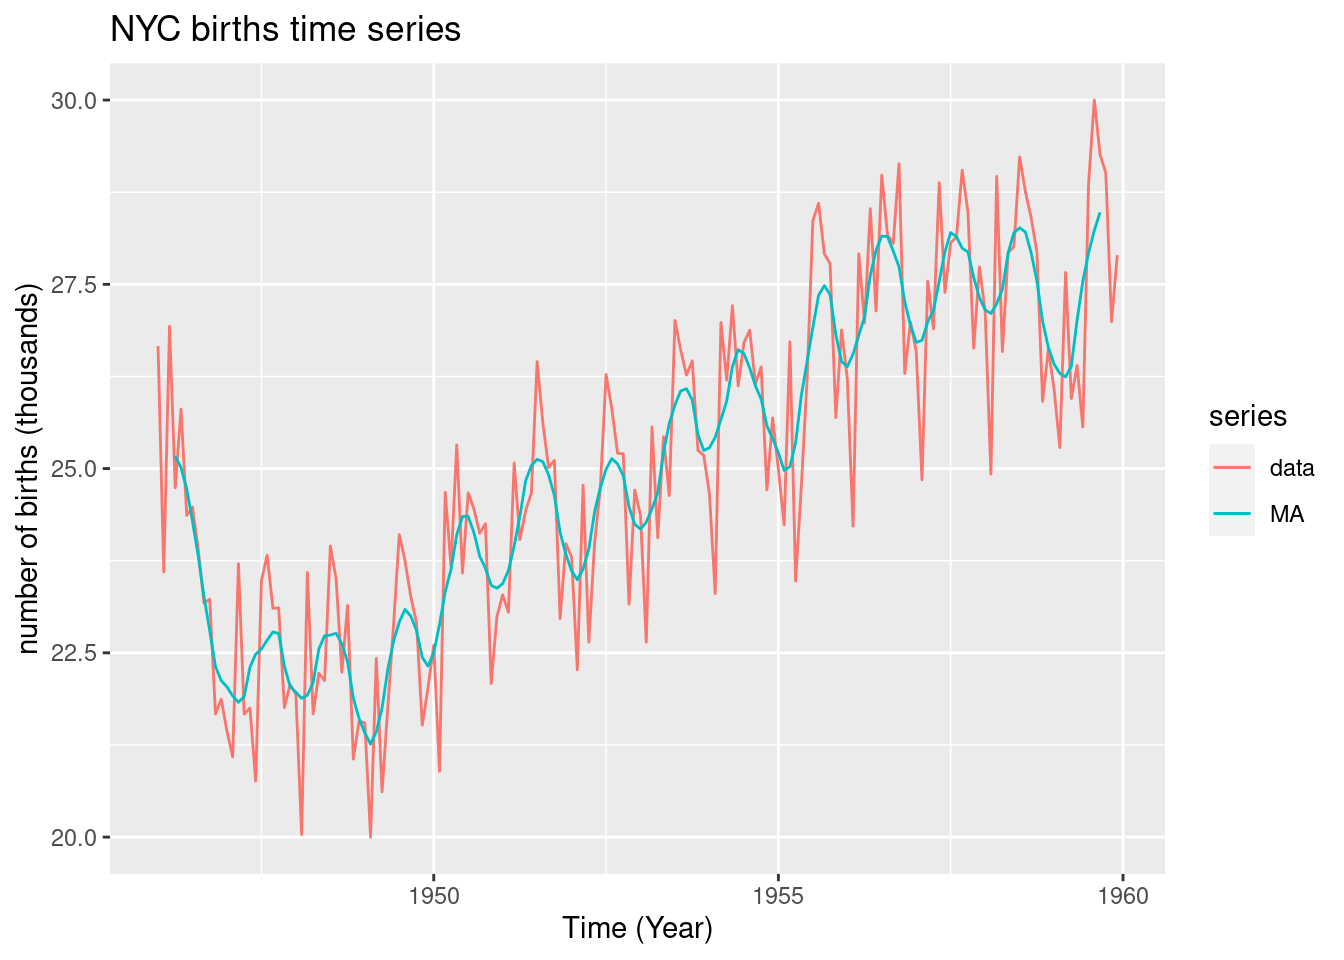 NYC births time series
number of births (thousands)
30.0
27.5
25.0
22.5
20.0
1950
1955
1960
Time (Year)
series
data
MA